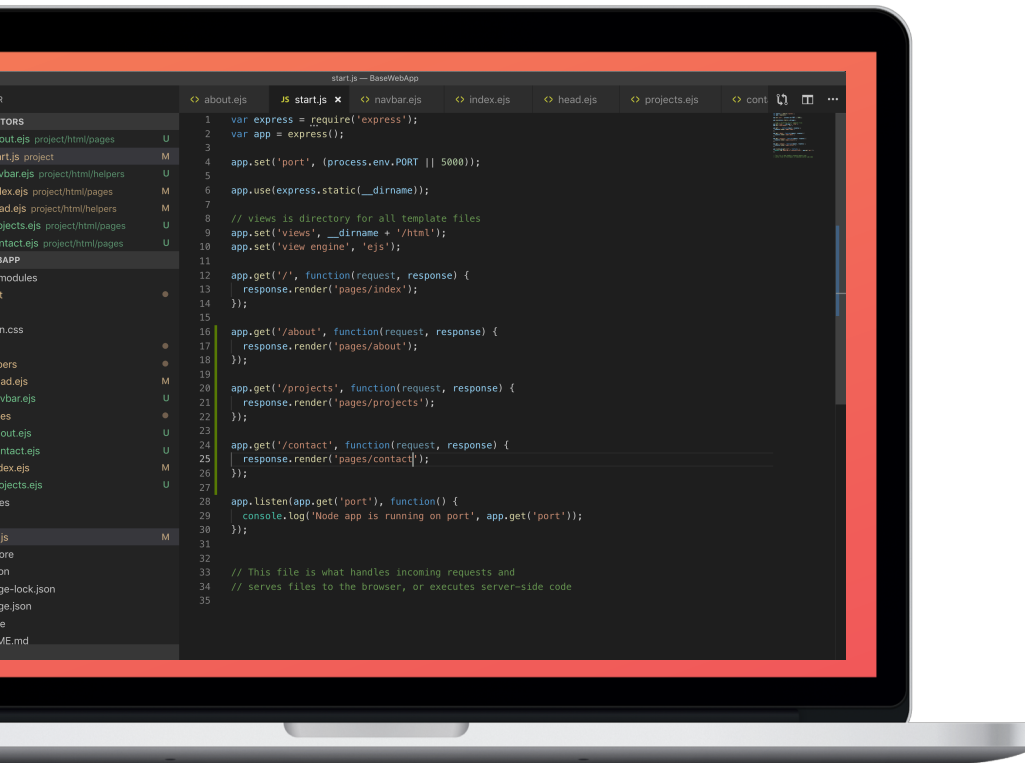 start.js — BaseWebApp
R
<> about.ejs JS start.js × <> navbar.ejs <> index.ejs <> head.ejs <> projects.ejs <> cont ...
TORS
out.ejs project/html/pages U
rt.js project M
vbar.ejs project/html/helpers U
lex.ejs project/html/pages M
ad.ejs project/html/helpers M
ojects.ejs project/html/pages U
ntact.ejs project/html/pages U
BAPP
modules
t
n.css
pers
ad.ejs M
vbar.ejs U
es
out.ejs U
ntact.ejs U
dex.ejs M
ojects.ejs U
es
js M
ore
on
ge-lock.json
ge.json
e
ME.md
1 var express = require('express');
2 var app = express();
3
4 app.set('port', (process.env.PORT || 5000));
5
6 app.use(express.static(__dirname));
7
8 // views is directory for all template files
9 app.set('views', __dirname + '/html');
10 app.set('view engine', 'ejs');
11
12 app.get('/', function(request, response) {
13 response.render('pages/index');
14 });
15
16 app.get('/about', function(request, response) {
17 response.render('pages/about');
18 });
19
20 app.get('/projects', function(request, response) {
21 response.render('pages/projects');
22 });
23
24 app.get('/contact', function(request, response) {
25 response.render('pages/contact');
26 });
27
28 app.listen(app.get('port'), function() {
29 console.log('Node app is running on port', app.get('port'));
30 });
31
32
33 // This file is what handles incoming requests and
34 // serves files to the browser, or executes server-side code
35